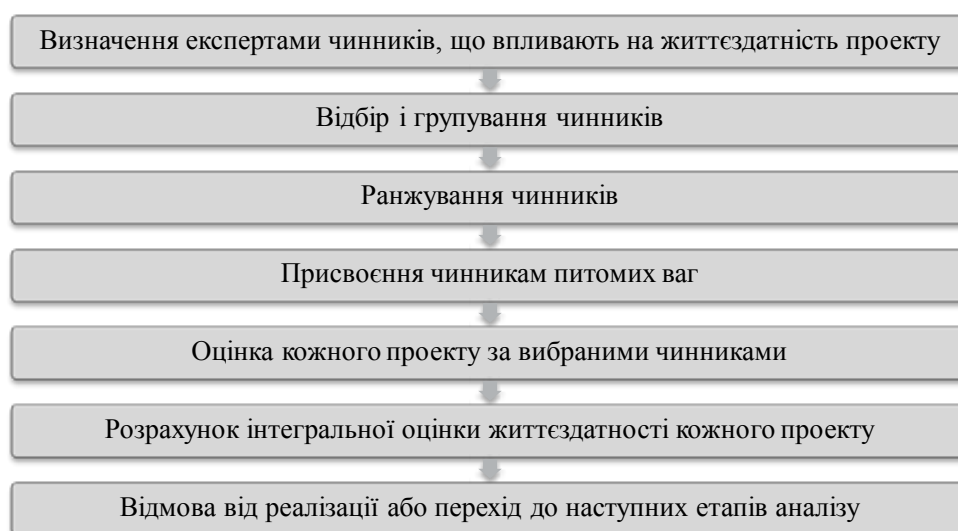 Визначення експертами чинників, що впливають на життєздатність проекту
Відбір і групування чинників
Ранжування чинників
Присвоєння чинникам питомих ваг
Оцінка кожного проекту за вибраними чинниками
Розрахунок інтегральної оцінки життєздатності кожного проекту
Відмова від реалізації або перехід до наступних етапів аналізу